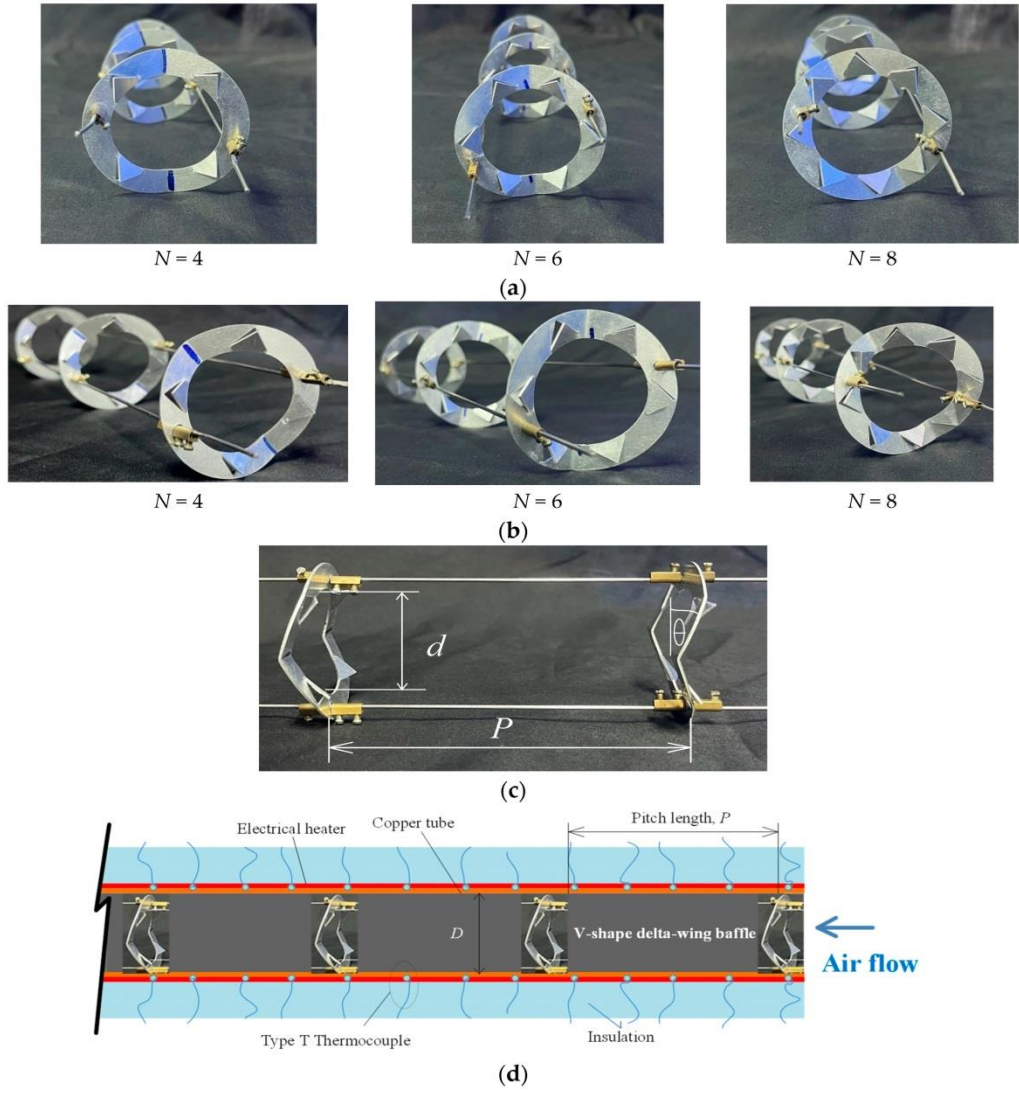 N = 4
N = 6
N = 8
(a)
N = 4
N = 6
N = 8
(b)
d
θ
P
(c)
Electrical heater
Copper tube
Pitch length, P
D
V-shape delta-wing baffle
Air flow
Type T Thermocouple
Insulation
(d)